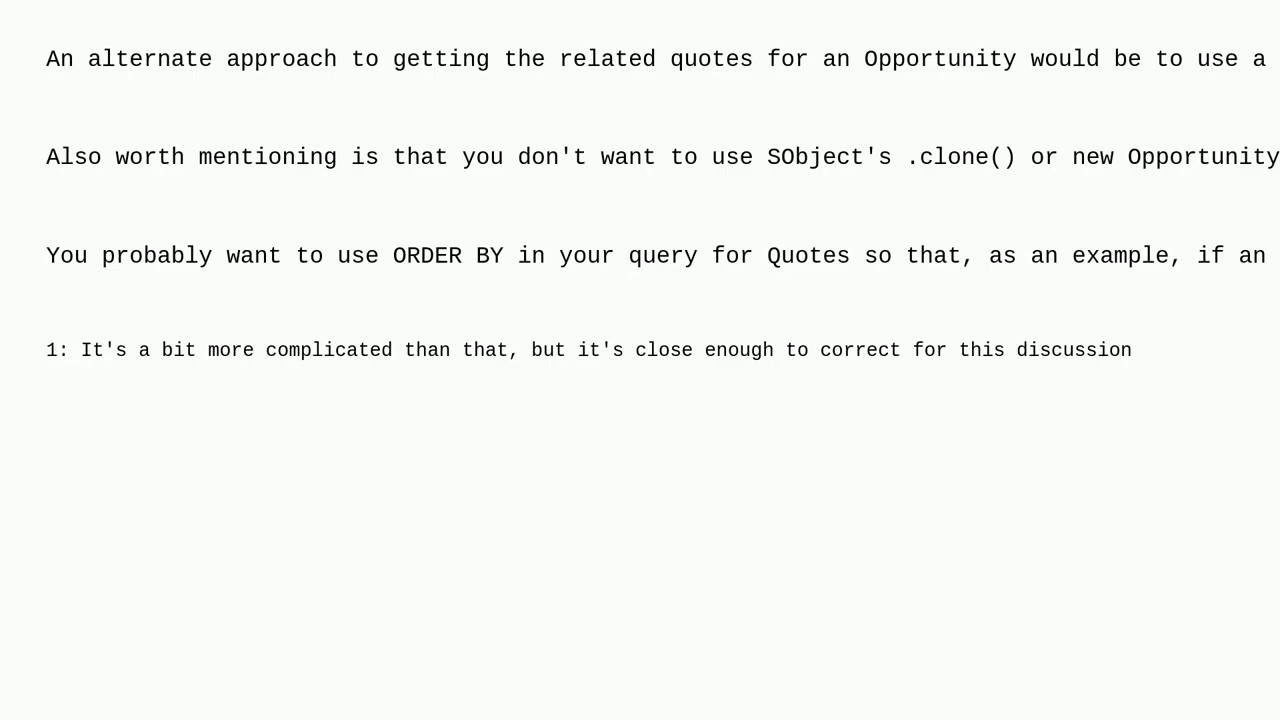 An alternate approach to getting the related quotes for an Opportunity would be to use a
Also worth mentioning is that you don't want to use SObject's .clone() or new Opportunity
You probably want to use ORDER BY in your query for Quotes so that, as an example, if an
1: It's a bit more complicated than that, but it's close enough to correct for this discussion